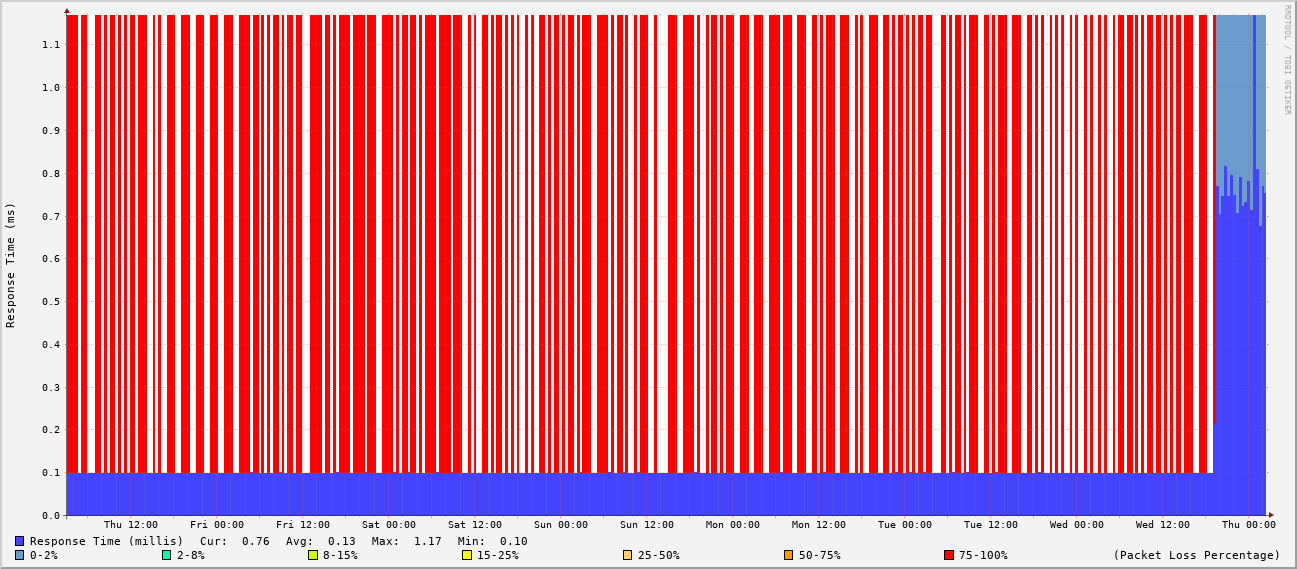 RRDTOOL / TOBI OETIKER
Response Time (ms)
1.1
1.0
0.9
0.8
0.7
0.6
0.5
0.4
0.3
0.2
0.1
0.0
Thu 12:00 Fri 00:00 Fri 12:00 Sat 00:00 Sat 12:00 Sun 00:00 Sun 12:00 Mon 00:00 Mon 12:00 Tue 00:00 Tue 12:00 Wed 00:00 Wed 12:00 Thu 00:00
Response Time (millis) Cur: 0.76 Avg: 0.13 Max: 1.17 Min: 0.10
0-2% 2-8% 8-15% 15-25% 25-50% 50-75% 75-100% (Packet Loss Percentage)